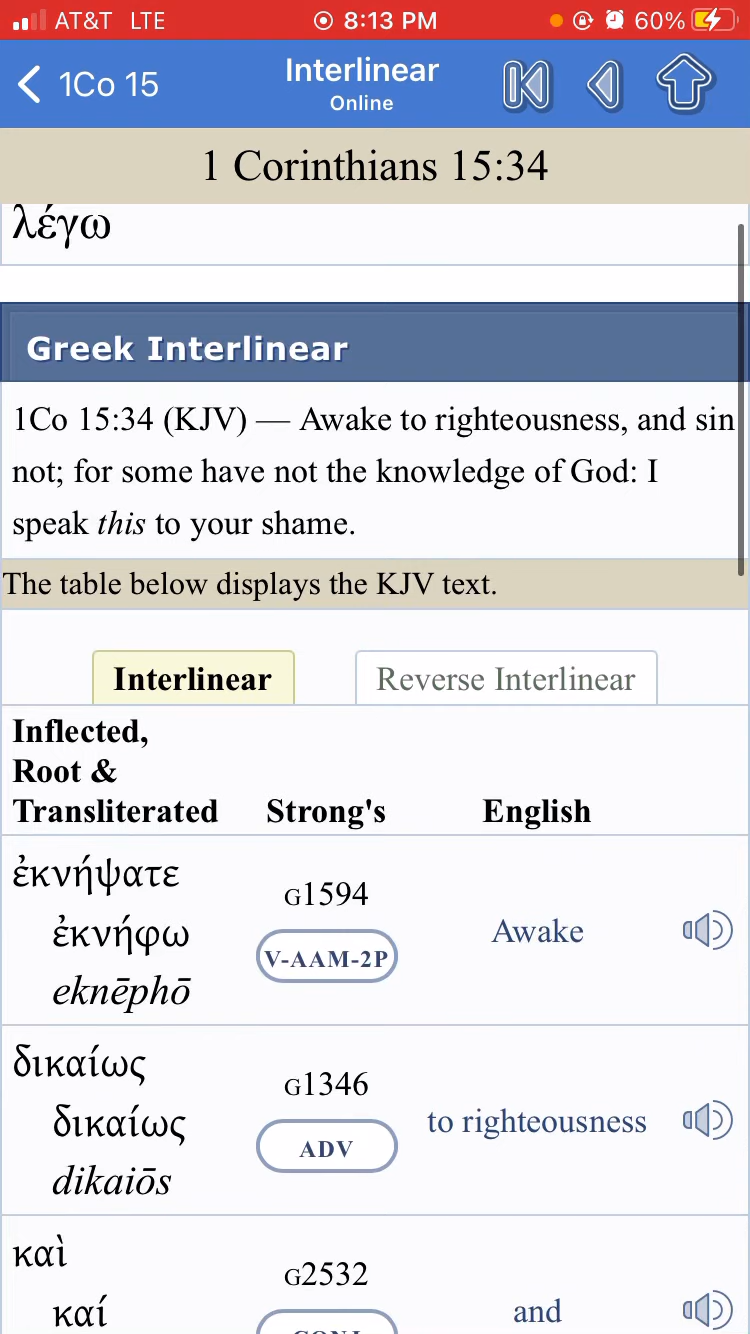 AT&T LTE 8:13 PM 60%
1Co 15 Interlinear
Online
1 Corinthians 15:34
λέγω
Greek Interlinear
1Co 15:34 (KJV) — Awake to righteousness, and sin
not; for some have not the knowledge of God: I
speak this to your shame.
The table below displays the KJV text.
Interlinear Reverse Interlinear
Inflected,
Root &
Transliterated Strong's English
ἐκνήψατε
ἐκνήφω
eknēphō
G1594
V-AAM-2P
Awake
δικαίως
δικαίως
dikaiōs
G1346
ADV
to righteousness
καὶ
καί
G2532
CONJ
and